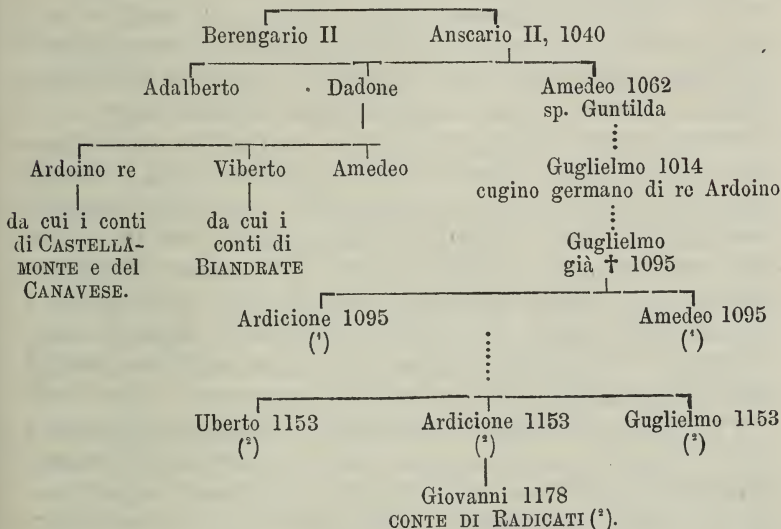 Berengario II Anscario II, 1040
Adalberto Dadone Amedeo 1062
sp. Guntilda
Ardoino re Viberto Amedeo Guglielmo 1014
cugino germano di re Ardoino
da cui i conti da cui i
di CASTELLA- conti di Guglielmo
MONTE e del BIANDRATE già † 1095
CANAVESE.
Ardicione 1095 Amedeo 1095
(¹) (¹)
Uberto 1153 Ardicione 1153 Guglielmo 1153
(²) (²) (²)
Giovanni 1178
CONTE DI RADICATI (²).